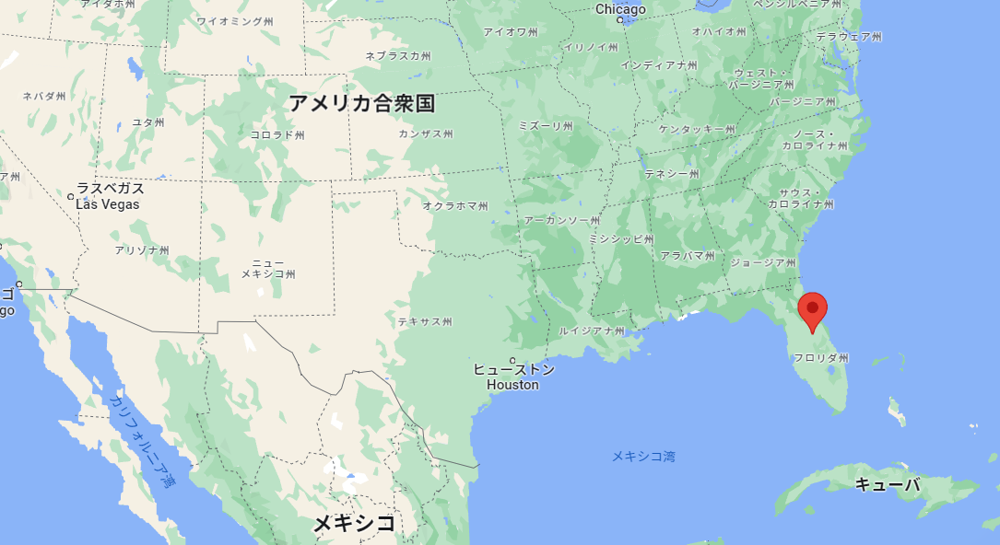 アイダホ州
ワイオミング州
Chicago
ペンシルベニア州
アイオワ州
オハイオ州
デラウェア州
イリノイ州
ネブラスカ州
インディアナ州
ウェスト・
バージニア州
ネバダ州
アメリカ合衆国
バージニア州
ユタ州
コロラド州
カンザス州
ミズーリ州
ケンタッキー州
ノース・
カロライナ州
ア州
テネシー州
ラスベガス
Las Vegas
サウス・
カロライナ州
オクラホマ州
アーカンソー州
ミシシッピ州
アリゾナ州
アラバマ州
ニュー
メキシコ州
ジョージア州
ゴ
go
テキサス州
ルイジアナ州
フロリダ州
ヒューストン
Houston
カリフォルニア湾
メキシコ湾
キューバ
メキシコ